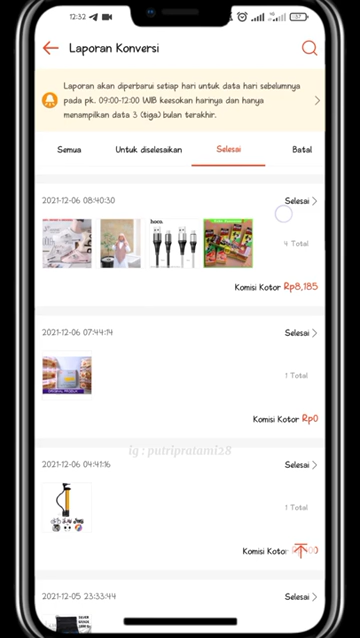 12:32
37
Laporan Konversi
Laporan akan diperbarui setiap hari untuk data hari sebelumnya
pada pk. 09:00-12:00 WIB keesokan harinya dan hanya
menampilkan data 3 (tiga) bulan terakhir.
Semua Untuk diselesaikan Selesai Batal
2021-12-06 08:40:30 Selesai
hoco.
4 Total
Komisi Kotor Rp8,185
2021-12-06 07:44:14 Selesai
1 Total
Komisi Kotor Rp0
ig : putripratami28
2021-12-06 04:41:16 Selesai
1 Total
Komisi Kotor
2021-12-05 23:33:44 Selesai